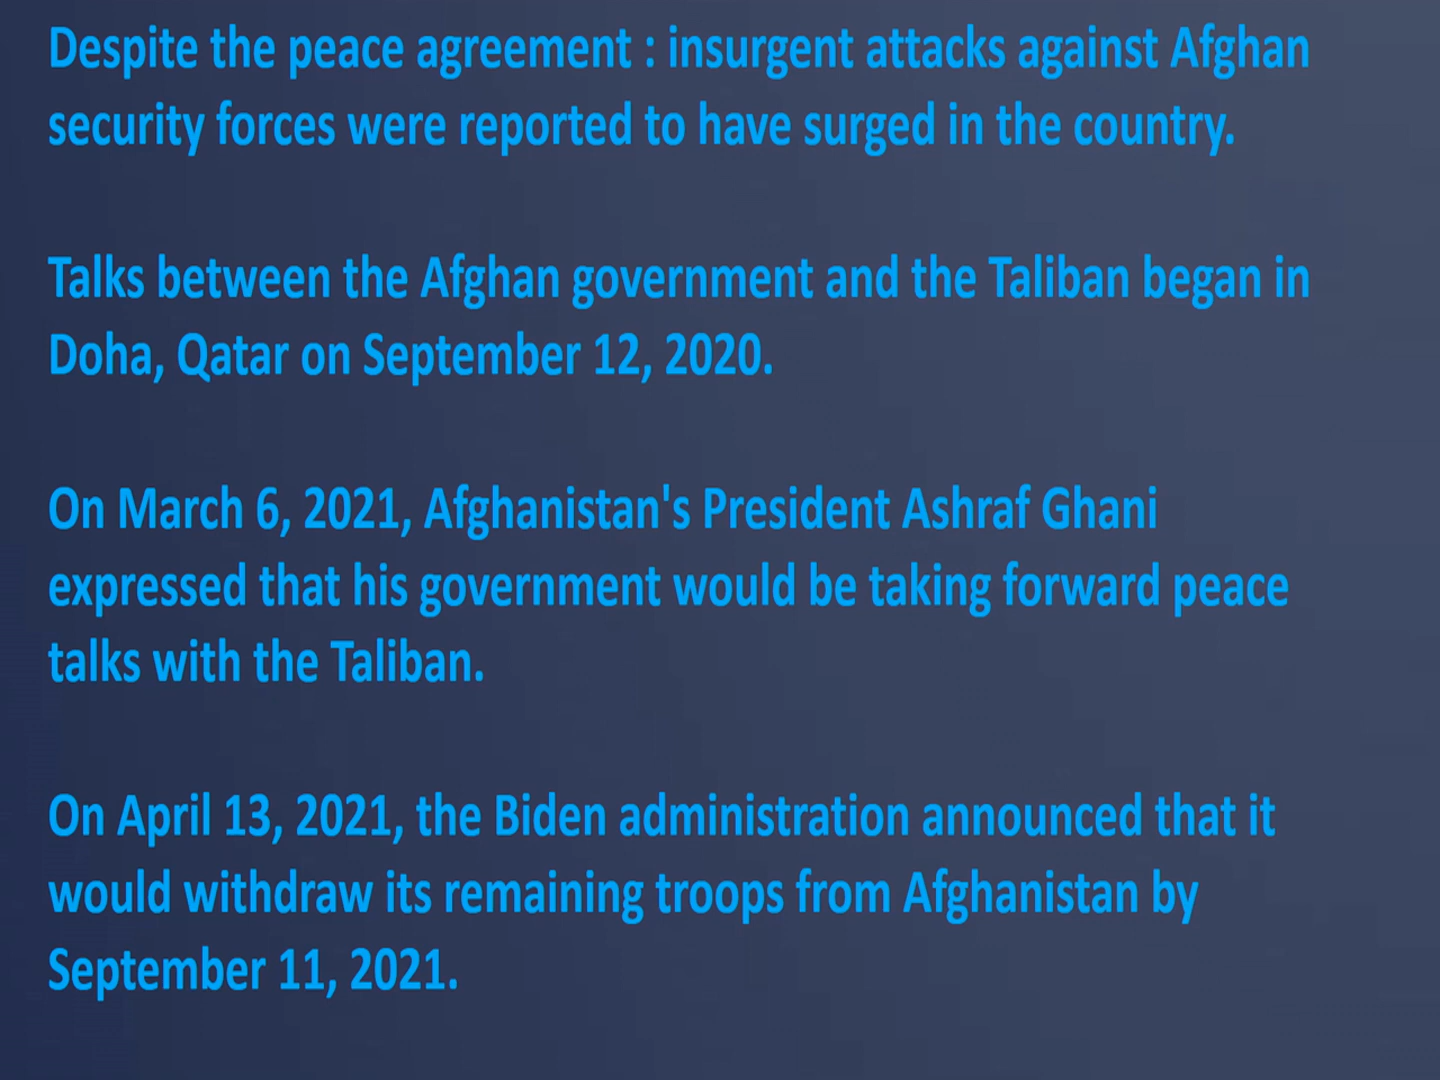 Despite the peace agreement : insurgent attacks against Afghan
security forces were reported to have surged in the country.
Talks between the Afghan government and the Taliban began in
Doha, Qatar on September 12, 2020.
On March 6, 2021, Afghanistan's President Ashraf Ghani
expressed that his government would be taking forward peace
talks with the Taliban.
On April 13, 2021, the Biden administration announced that it
would withdraw its remaining troops from Afghanistan by
September 11, 2021.